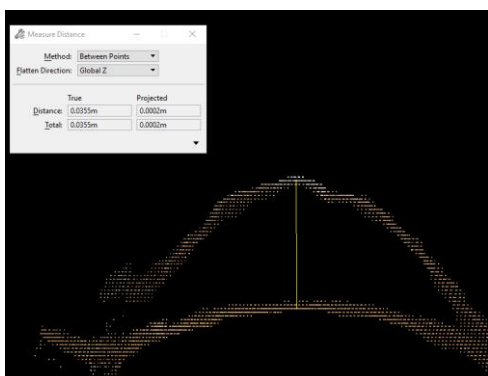 Measure Distance
Method: Between Points
Flatten Direction: Global Z
True Projected
Distance: 0.0355m 0.0002m
Total: 0.0355m 0.0002m